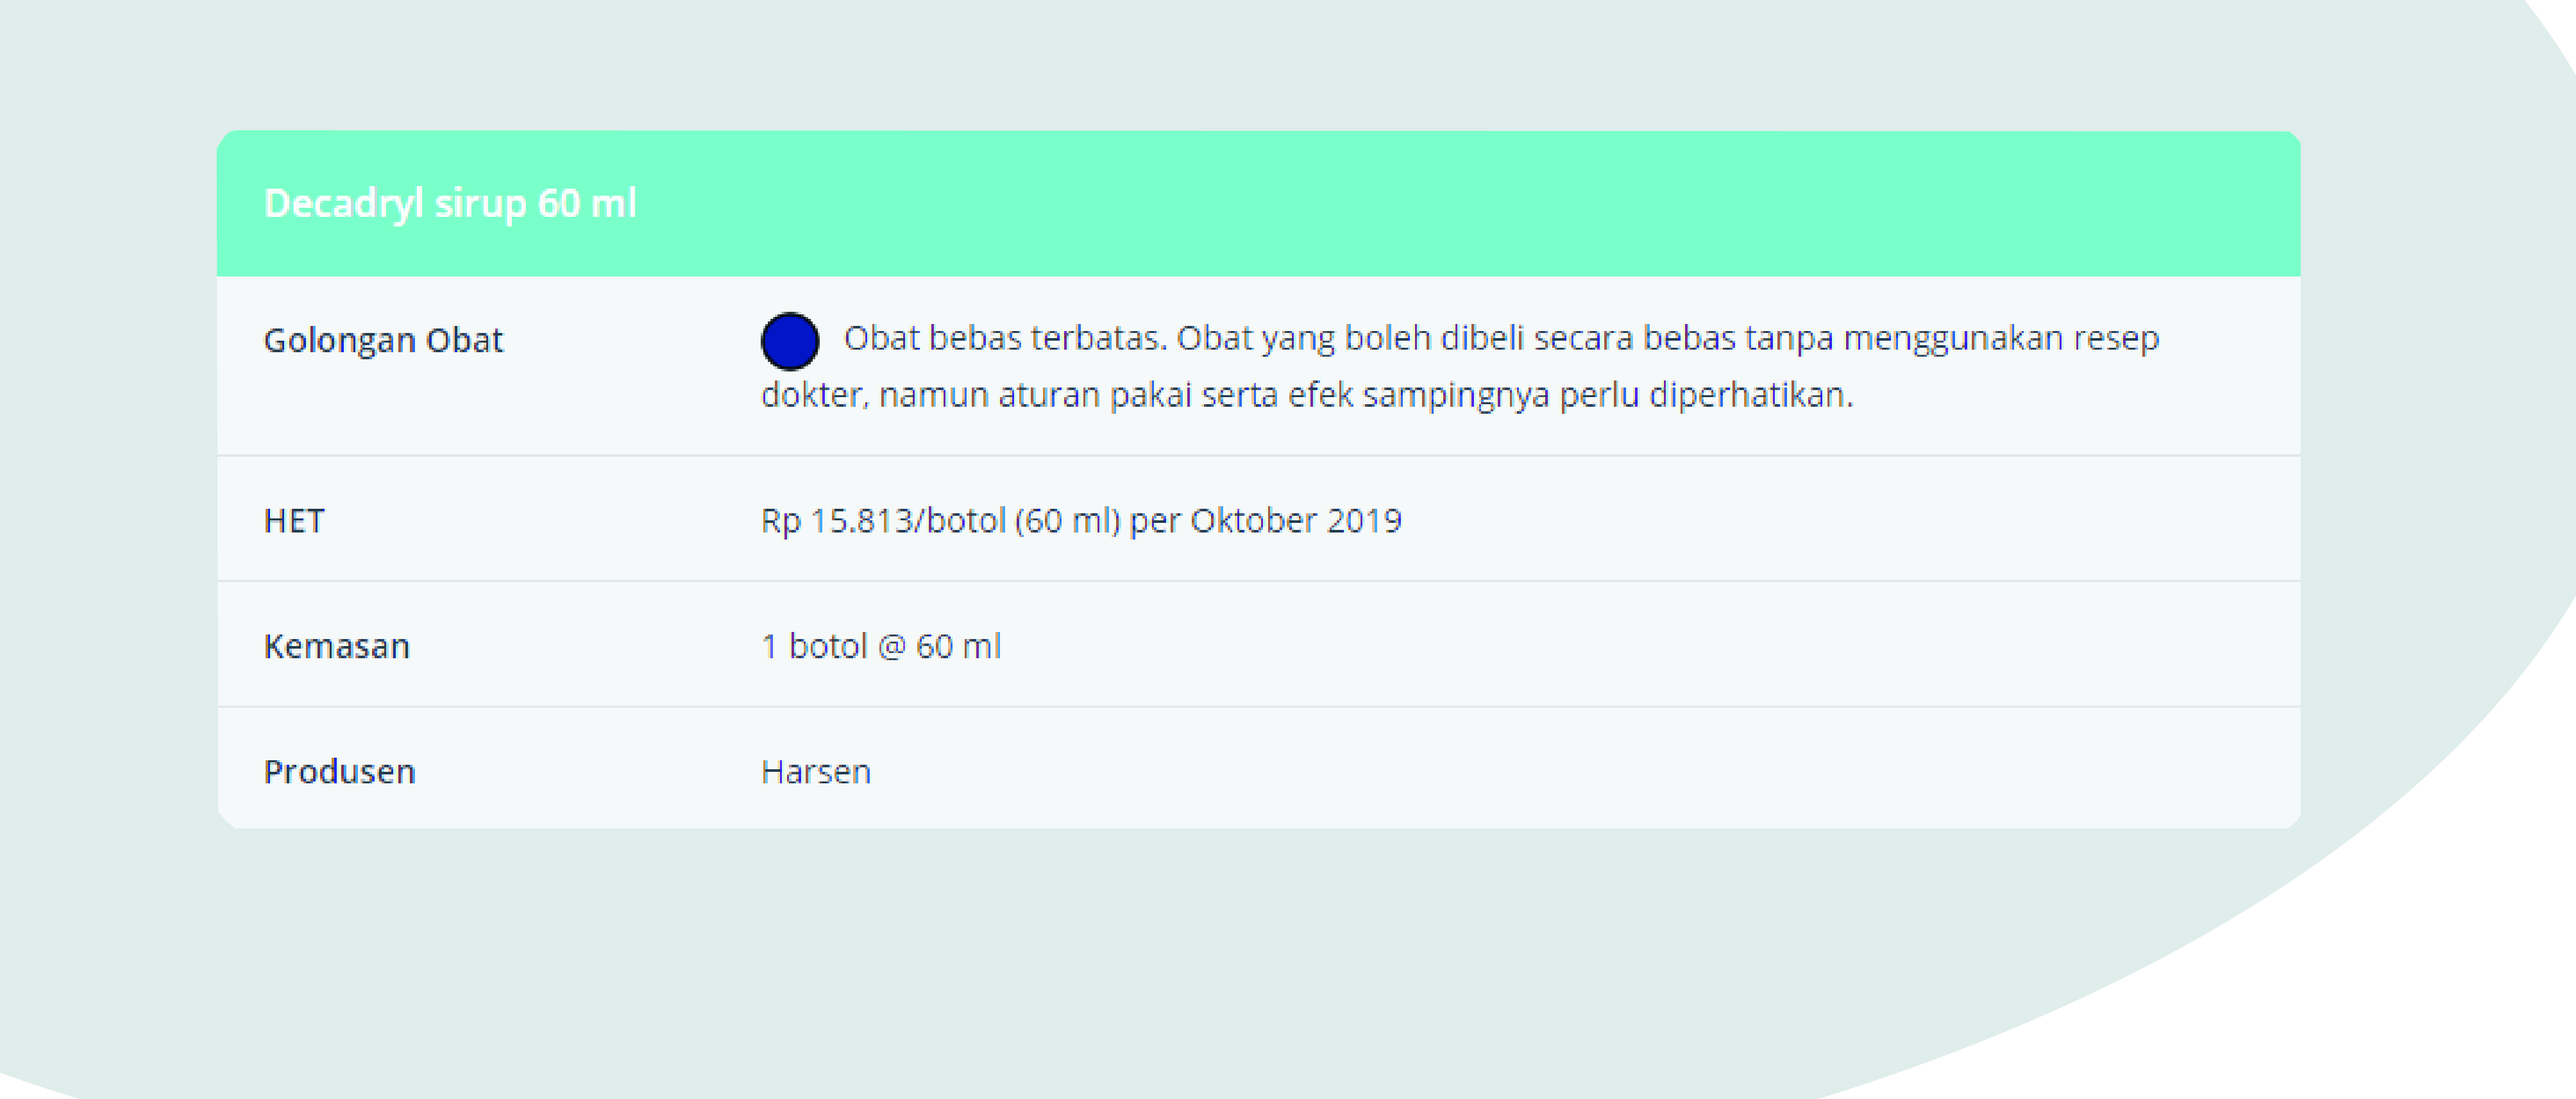 Decadryl sirup 60 ml
Golongan Obat
Obat bebas terbatas. Obat yang boleh dibeli secara bebas tanpa menggunakan resep
dokter, namun aturan pakai serta efek sampingnya perlu diperhatikan.
HET
Rp 15.813/botol (60 ml) per Oktober 2019
Kemasan
1 botol @ 60 ml
Produsen
Harsen